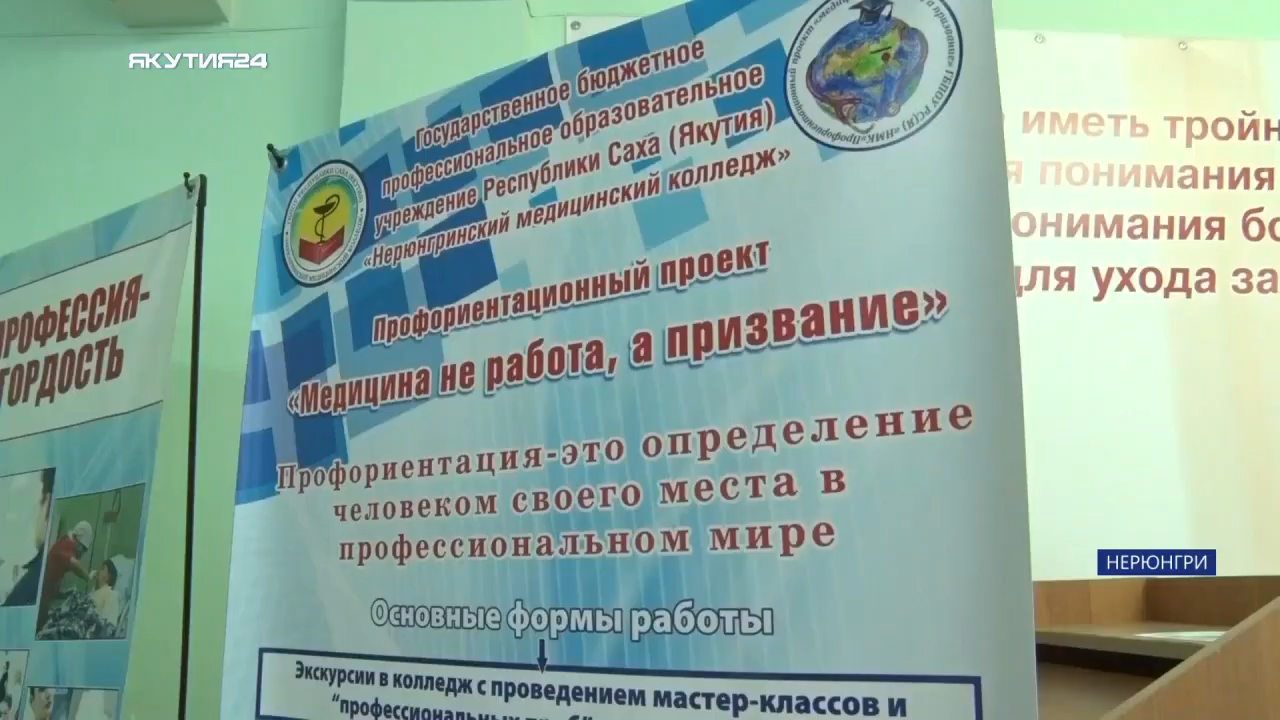 ЯКУТИЯ24
Государственное бюджетное
профессиональное образовательное
учреждение Республики Саха (Якутия)
«Нерюнгринский медицинский колледж»
Профориентационный проект
«Медицина не работа, а призвание»
Профориентация-это определение
человеком своего места в
профессиональном мире
Основные формы работы
Экскурсии в колледж с проведением мастер-классов и
“профессиональных
ПРОФЕССИЯ-
ГОРДОСТЬ
иметь тройн
я понимания
онимания бо
для ухода за
НЕРЮНГРИ